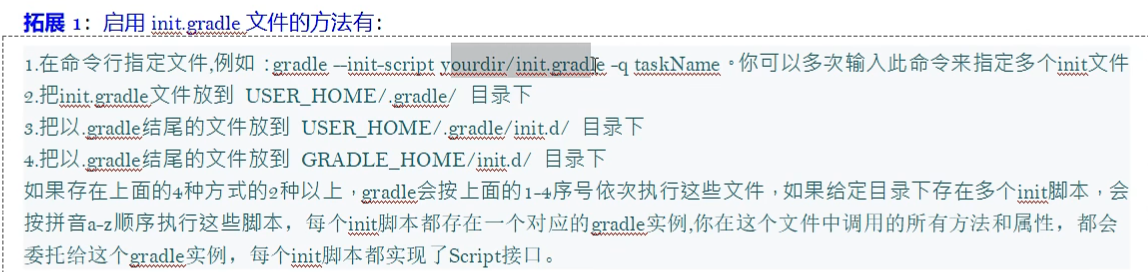 拓展 1：启用 init.gradle 文件的方法有：
1.在命令行指定文件,例如：gradle –init-script yourdir/init.gradle -q taskName。你可以多次输入此命令来指定多个init文件
2.把init.gradle文件放到 USER_HOME/.gradle/ 目录下
3.把以.gradle结尾的文件放到 USER_HOME/.gradle/init.d/ 目录下
4.把以.gradle结尾的文件放到 GRADLE_HOME/init.d/ 目录下
如果存在上面的4种方式的2种以上，gradle会按上面的1-4序号依次执行这些文件，如果给定目录下存在多个init脚本，会
按拼音a-z顺序执行这些脚本，每个init脚本都存在一个对应的gradle实例,你在这个文件中调用的所有方法和属性，都会
委托给这个gradle实例，每个init脚本都实现了Script接口。